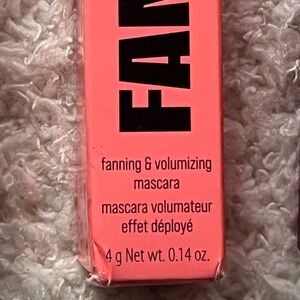 FAN
fanning & volumizing
mascara
mascara volumateur
effet déployé
4 g Net wt. 0.14 oz.